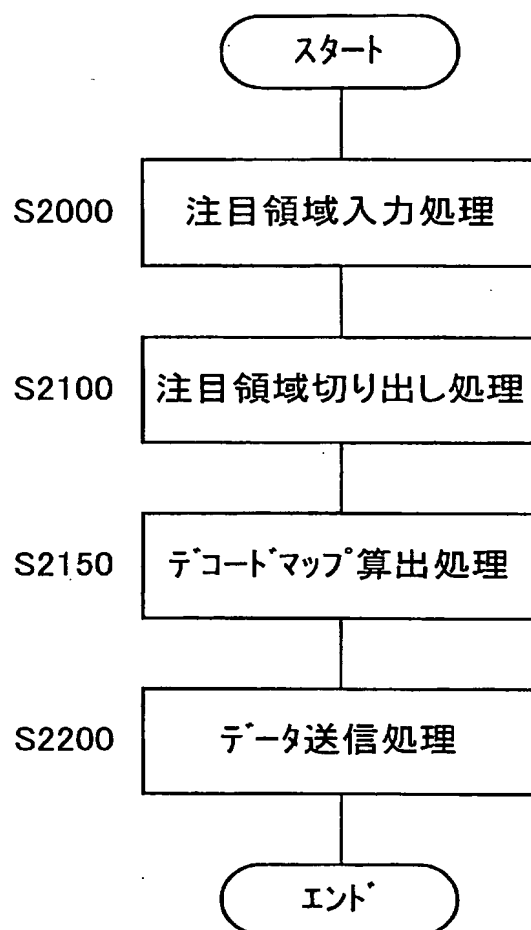 スタート
S2000 注目領域入力処理
S2100 注目領域切り出し処理
S2150 デコードマップ算出処理
S2200 データ送信処理
エンド